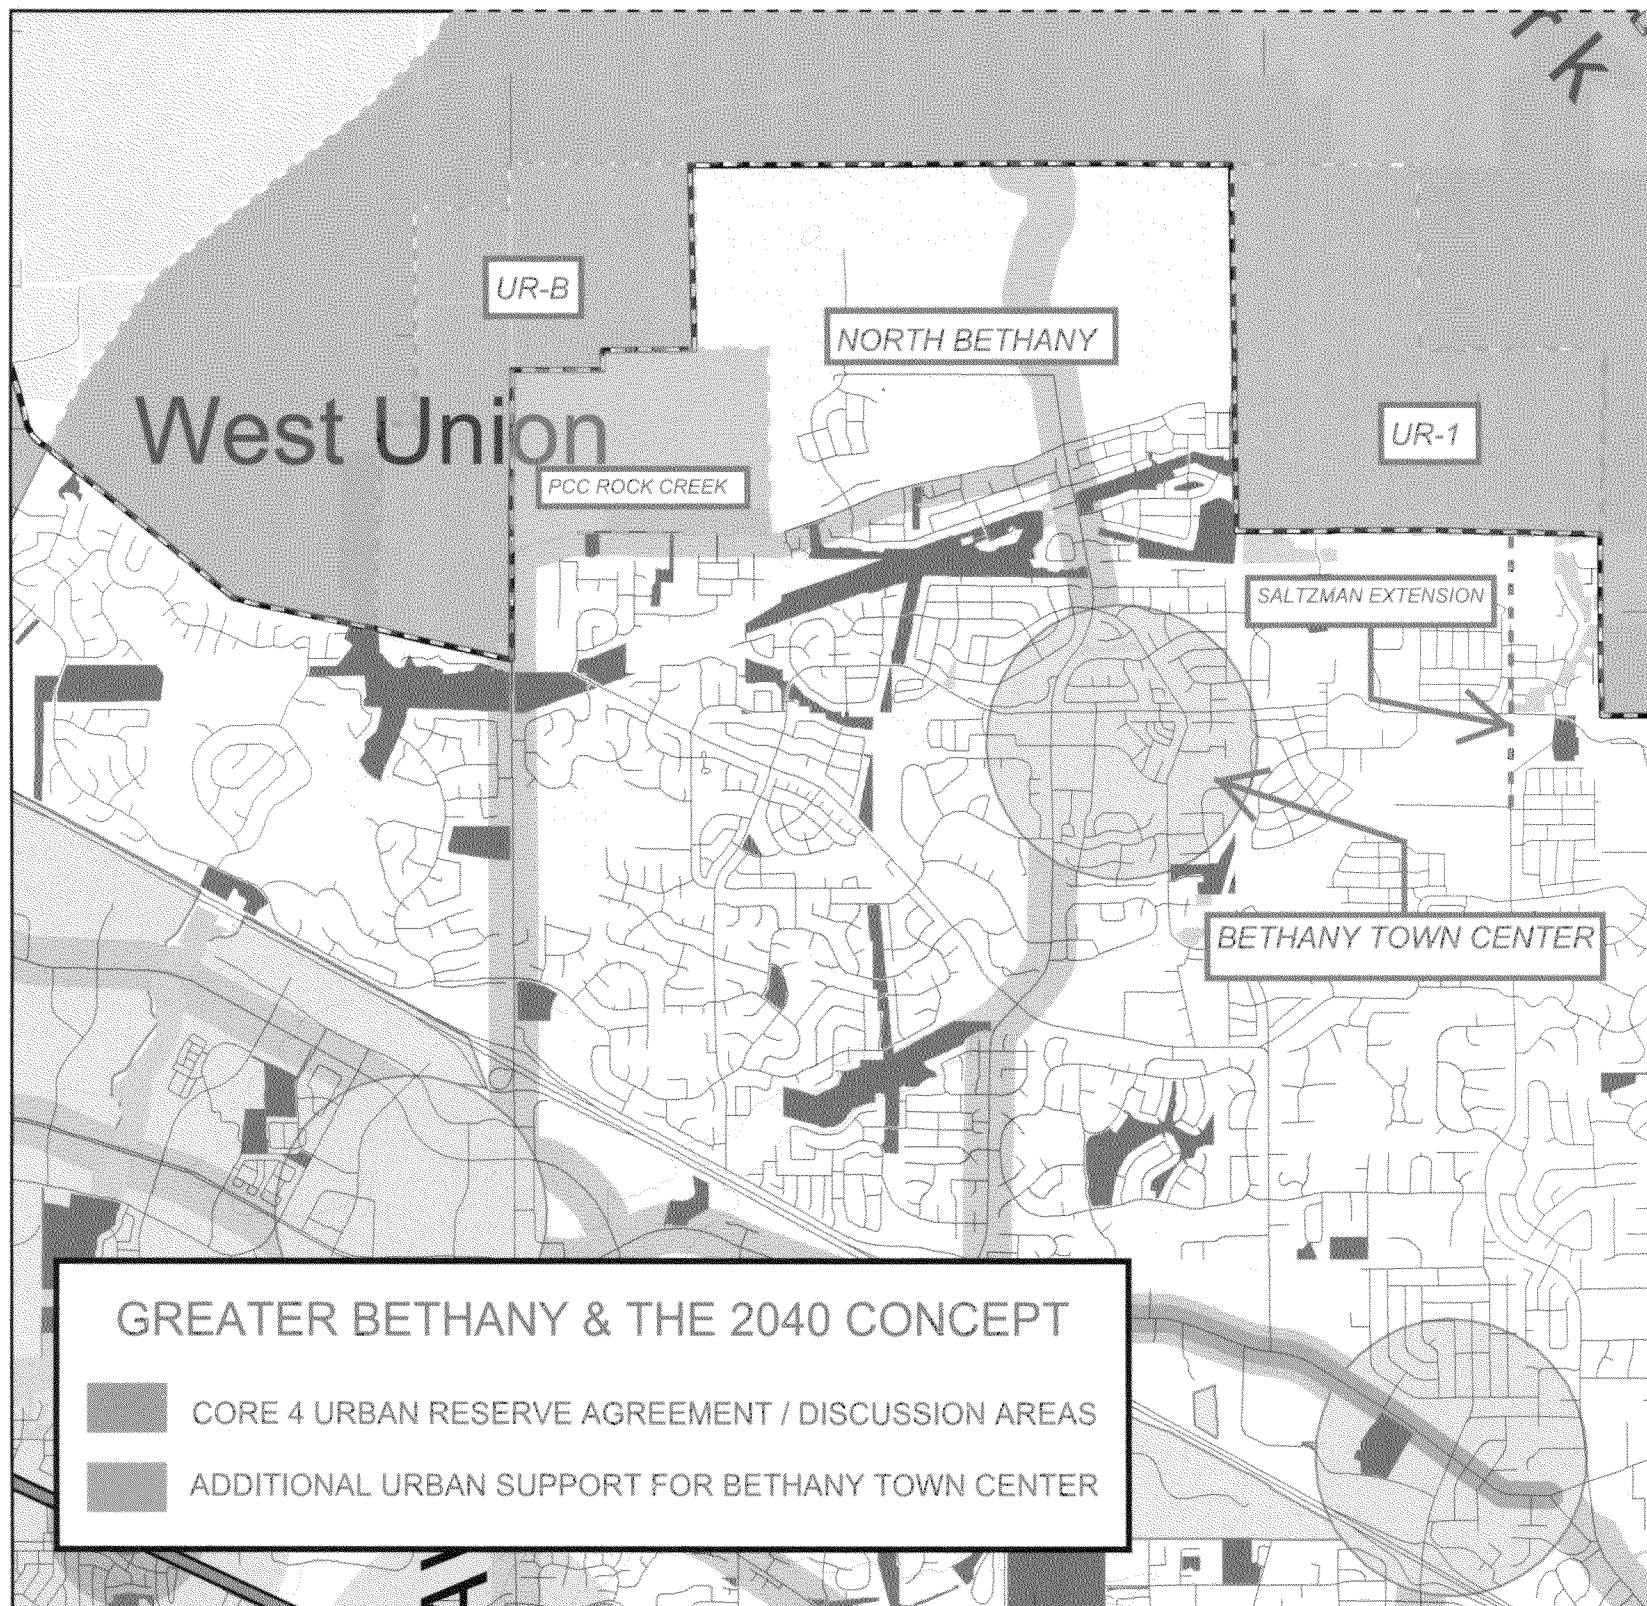 rk
UR-B
NORTH BETHANY
West Union
UR-1
PCC ROCK CREEK
SALTZMAN EXTENSION
BETHANY TOWN CENTER
GREATER BETHANY & THE 2040 CONCEPT
CORE 4 URBAN RESERVE AGREEMENT / DISCUSSION AREAS
ADDITIONAL URBAN SUPPORT FOR BETHANY TOWN CENTER